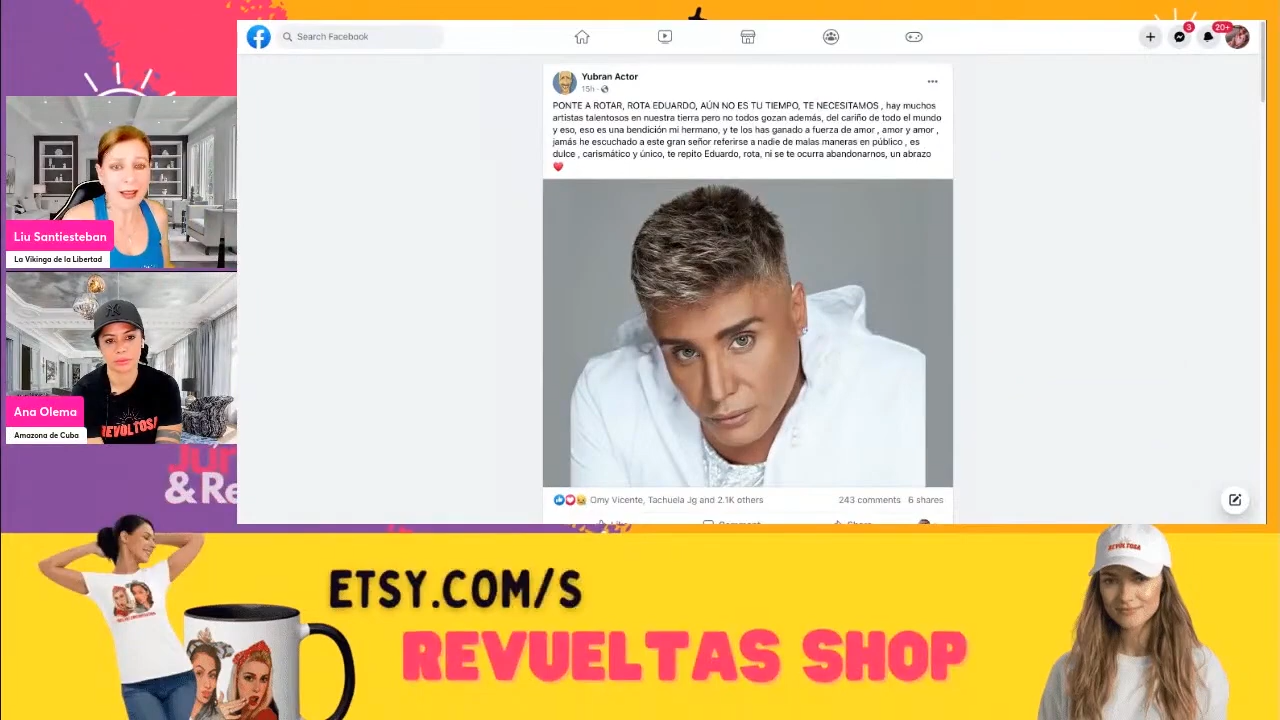 Search Facebook
3
20+
Yubran Actor
15h
PONTE A ROTAR, ROTA EDUARDO, AÚN NO ES TU TIEMPO, TE NECESITAMOS , hay muchos
artistas talentosos en nuestra tierra pero no todos gozan además, del cariño de todo el mundo
y eso, eso es una bendición mi hermano, y te los has ganado a fuerza de amor , amor y amor ,
jamás he escuchado a este gran señor referirse a nadie de malas maneras en público , es
dulce , carismático y único, te repito Eduardo, rota, ni se te ocurra abandonarnos, un abrazo
Liu Santiesteban
La Vikinga de la Libertad
REVOLTOSA
Ana Olema
Amazona de Cuba
& Re
Omy Vicente, Tachuela Jg and 2.1K others
243 comments 6 shares
ETSY.COM/S
REVUELTAS SHOP
REVOLTOSA